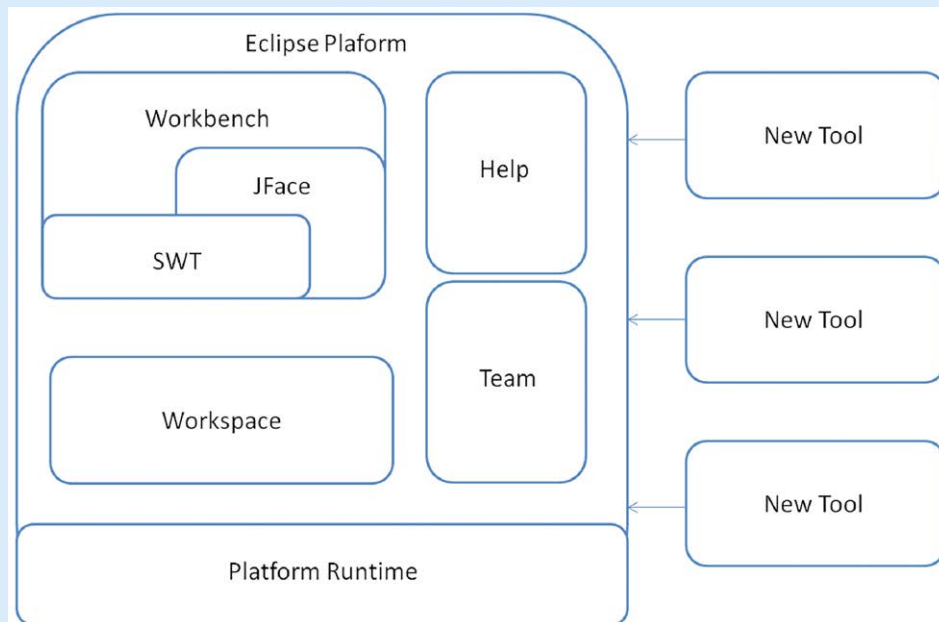 Eclipse Plaform
Workbench
JFace
SWT
Help
Team
Workspace
Platform Runtime
New Tool
New Tool
New Tool